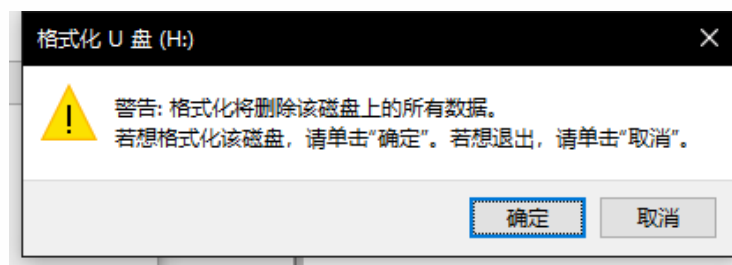 格式化 U 盘 (H:)
警告: 格式化将删除该磁盘上的所有数据。
若想格式化该磁盘，请单击“确定”。若想退出，请单击“取消”。
确定
取消